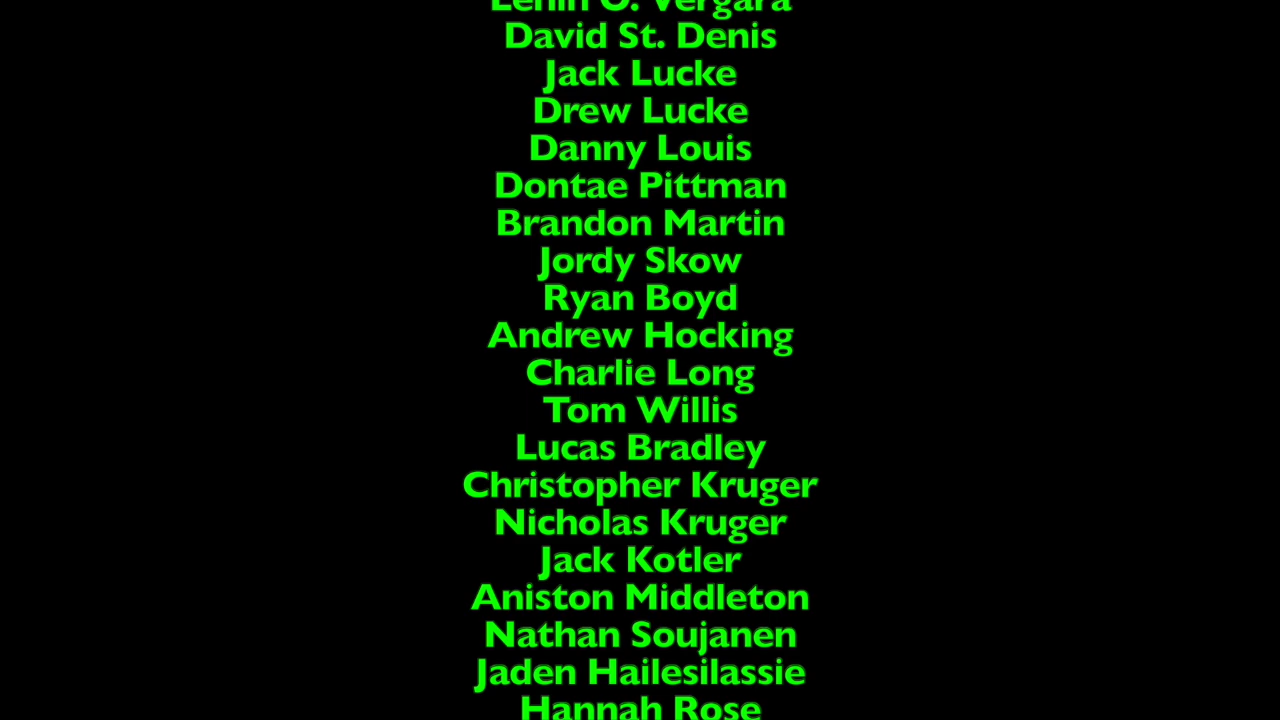 Lenin O. Vergara
David St. Denis
Jack Lucke
Drew Lucke
Danny Louis
Dontae Pittman
Brandon Martin
Jordy Skow
Ryan Boyd
Andrew Hocking
Charlie Long
Tom Willis
Lucas Bradley
Christopher Kruger
Nicholas Kruger
Jack Kotler
Aniston Middleton
Nathan Soujanen
Jaden Hailesilassie
Hannah Rose